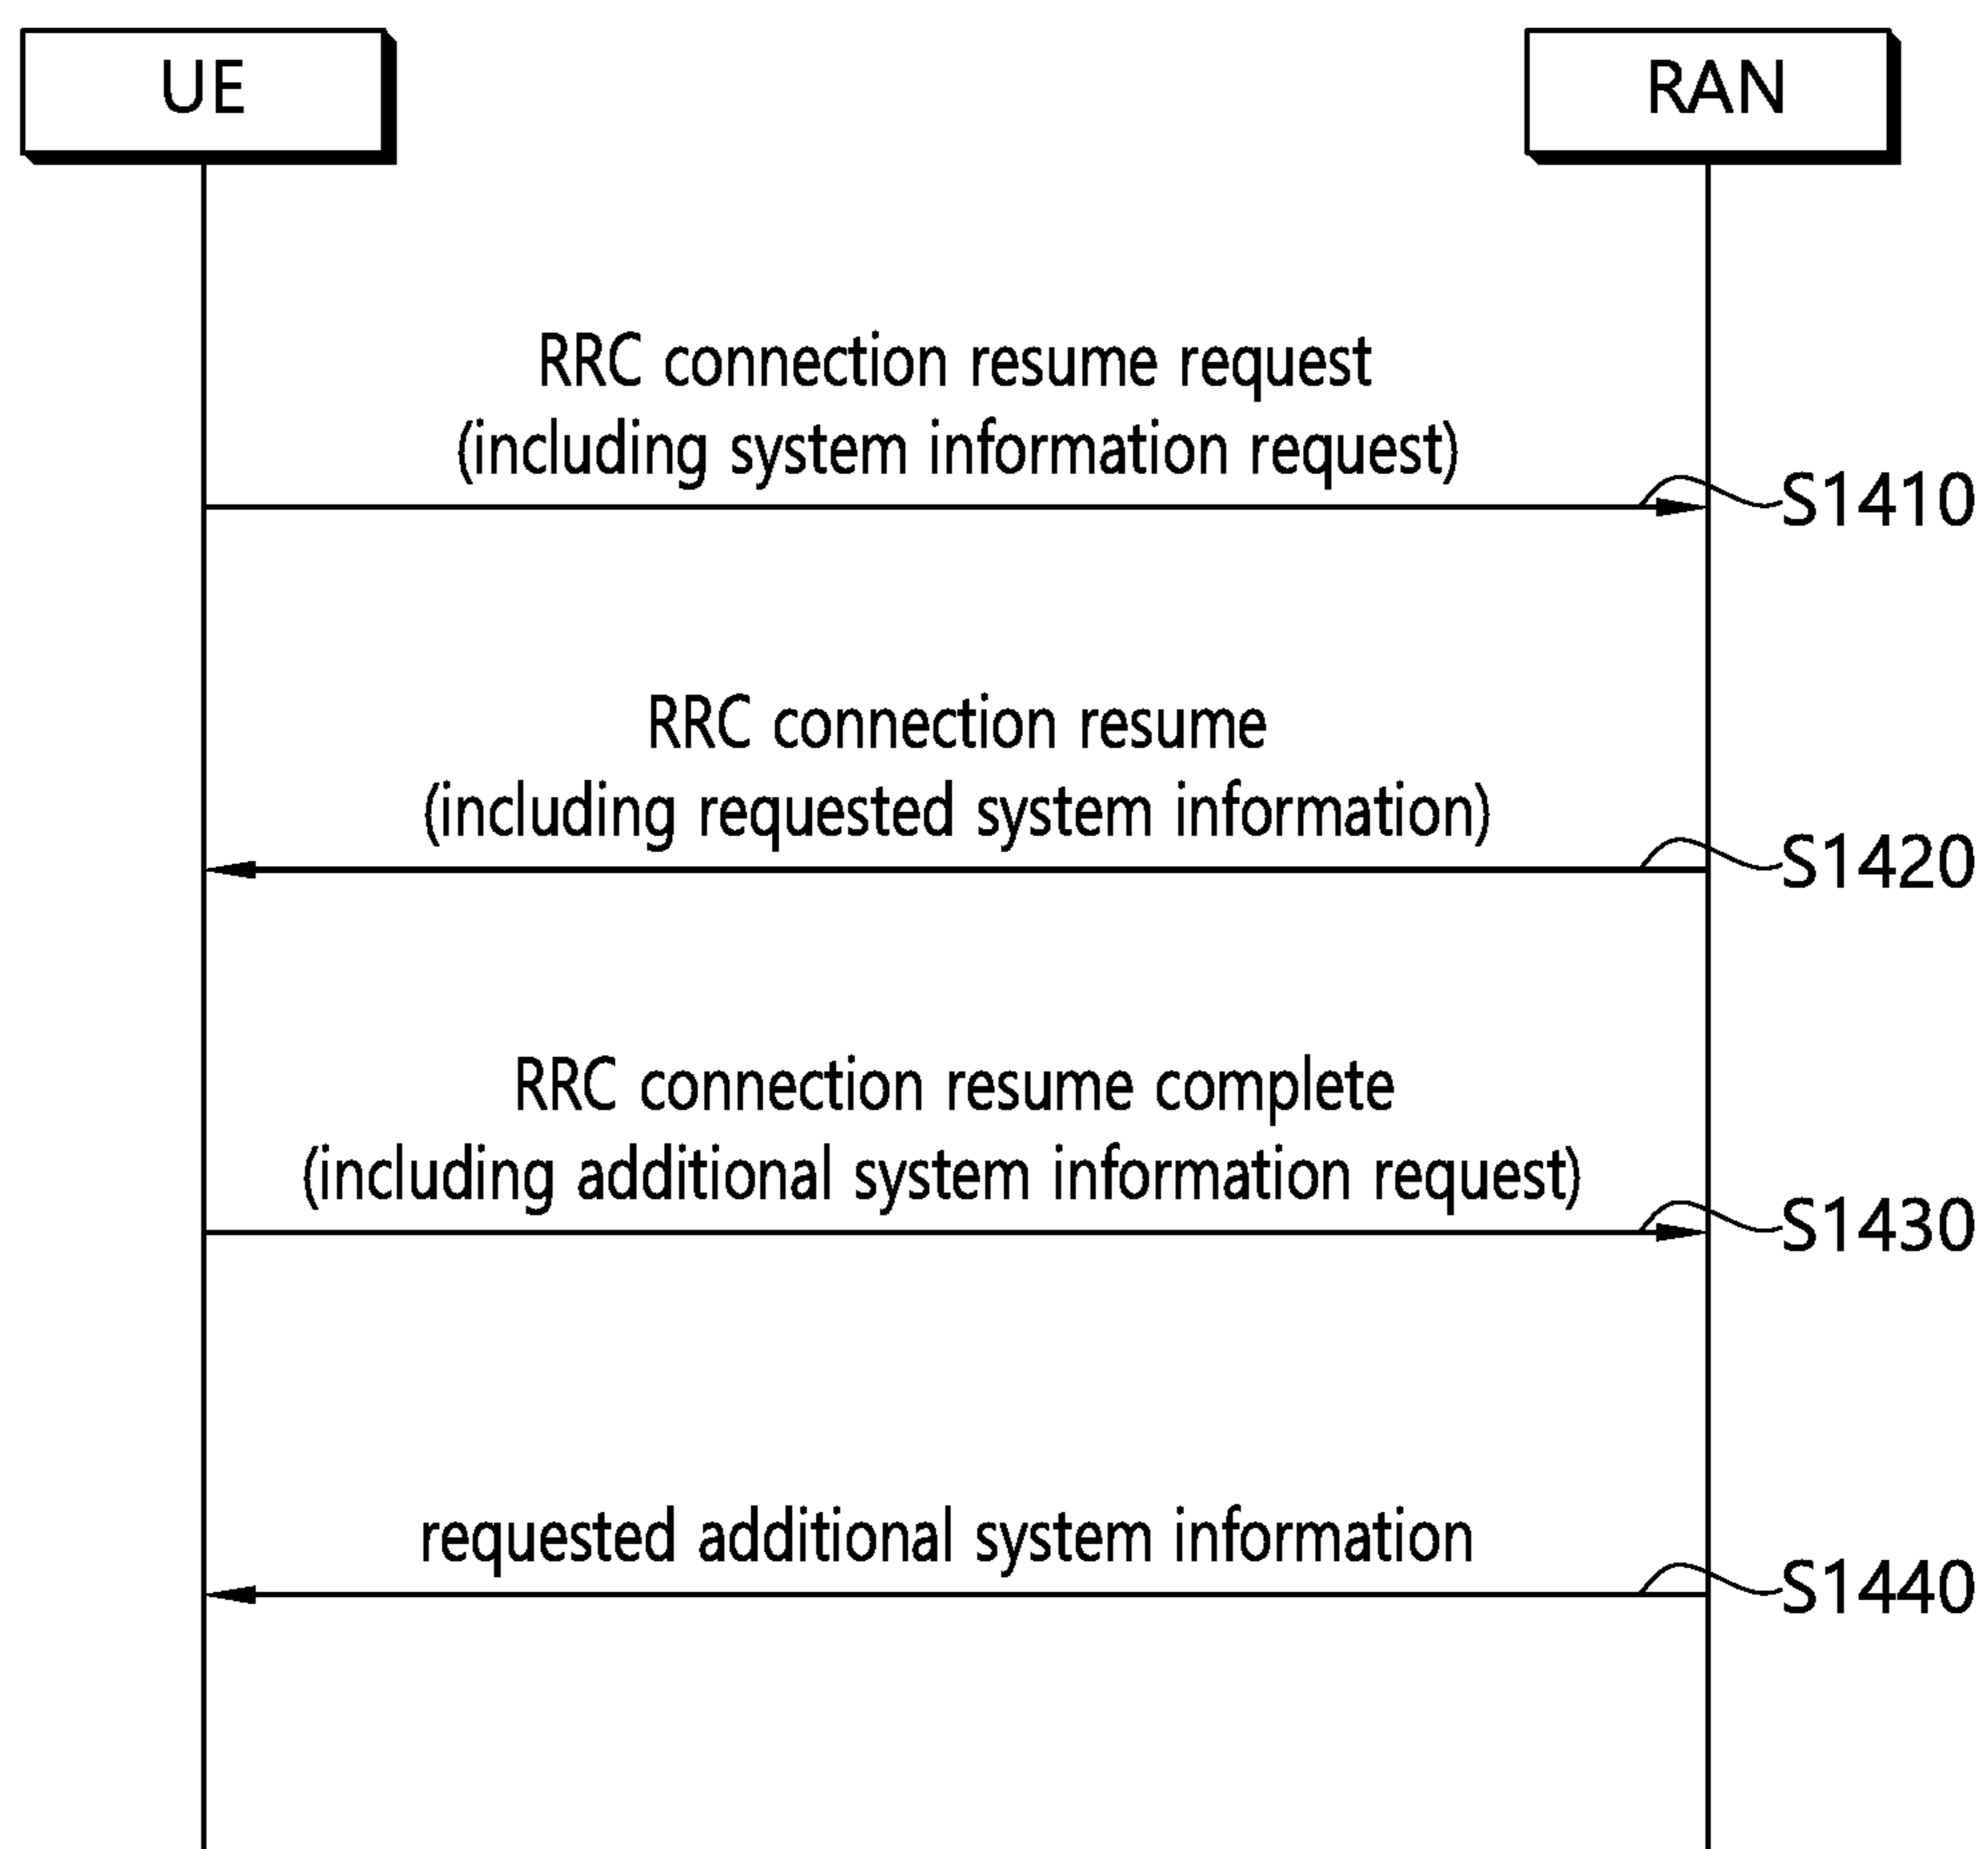 UE
RAN
RRC connection resume request
(including system information request)
S1410
RRC connection resume
(including requested system information)
S1420
RRC connection resume complete
(including additional system information request)
S1430
requested additional system information
S1440